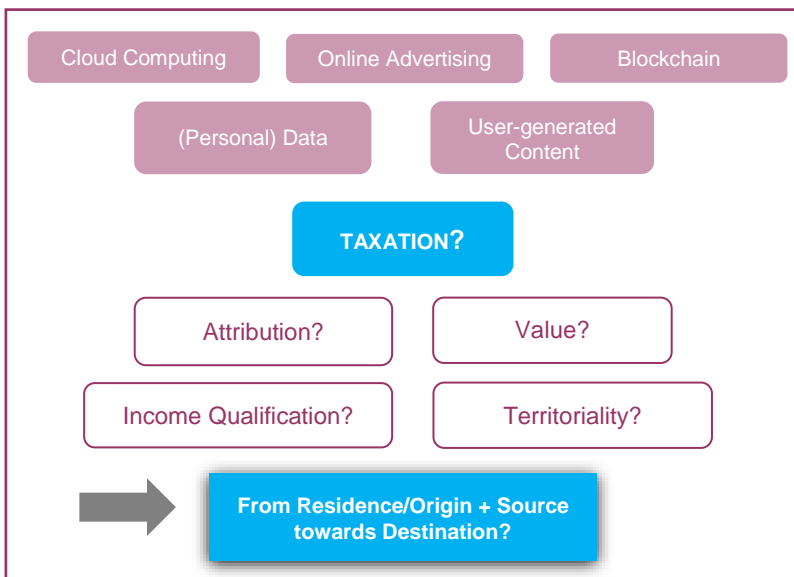 Cloud Computing
Online Advertising
Blockchain
(Personal) Data
User-generated
Content
TAXATION?
Attribution?
Value?
Income Qualification?
Territoriality?
From Residence/Origin + Source
towards Destination?